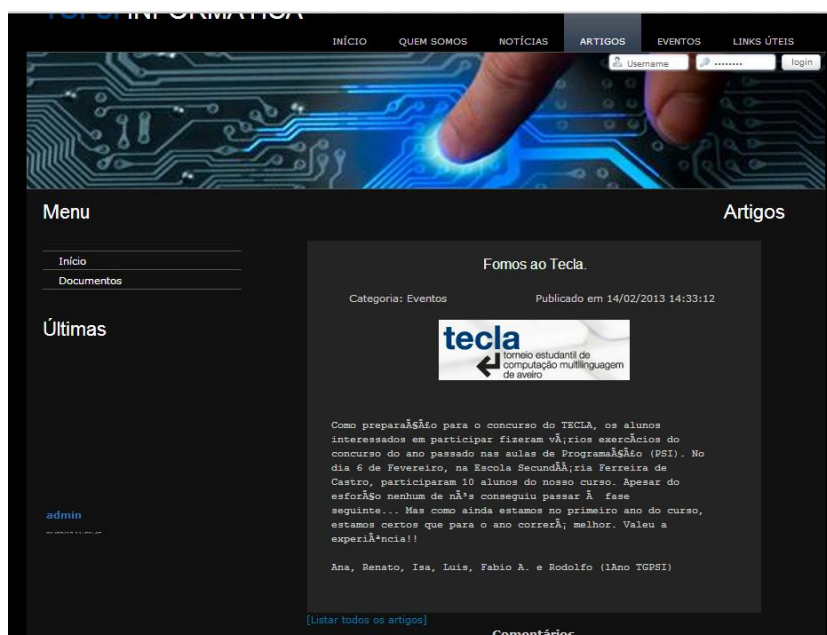 INFORMÁTICA
INÍCIO QUEM SOMOS NOTÍCIAS ARTIGOS EVENTOS LINKS ÚTEIS
Username ........ login
Menu
Artigos
Início
Documentos
Últimas
Fomos ao Tecla.
Categoria: Eventos Publicado em 14/02/2013 14:33:12
tecla
torneio estudantil de
computação multilinguagem
de aveiro
Como preparaÃ§Ã£o para o concurso do TECLA, os alunos
interessados em participar fizeram vÃ¡rios exercÃ­cios do
concurso do ano passado nas aulas de ProgramaÃ§Ã£o (PSI). No
dia 6 de Fevereiro, na Escola SecundÃ¡ria Ferreira de
Castro, participaram 10 alunos do nosso curso. Apesar do
esforÃ§o nenhum de nÃ³s conseguiu passar Ã  fase
seguinte... Mas como ainda estamos no primeiro ano do curso,
estamos certos que para o ano correrÃ¡ melhor. Valeu a
experiÃªncia!!
Ana, Renato, Isa, Luis, Fabio A. e Rodolfo (1Ano TGPSI)
admin
[Listar todos os artigos]
Comentários